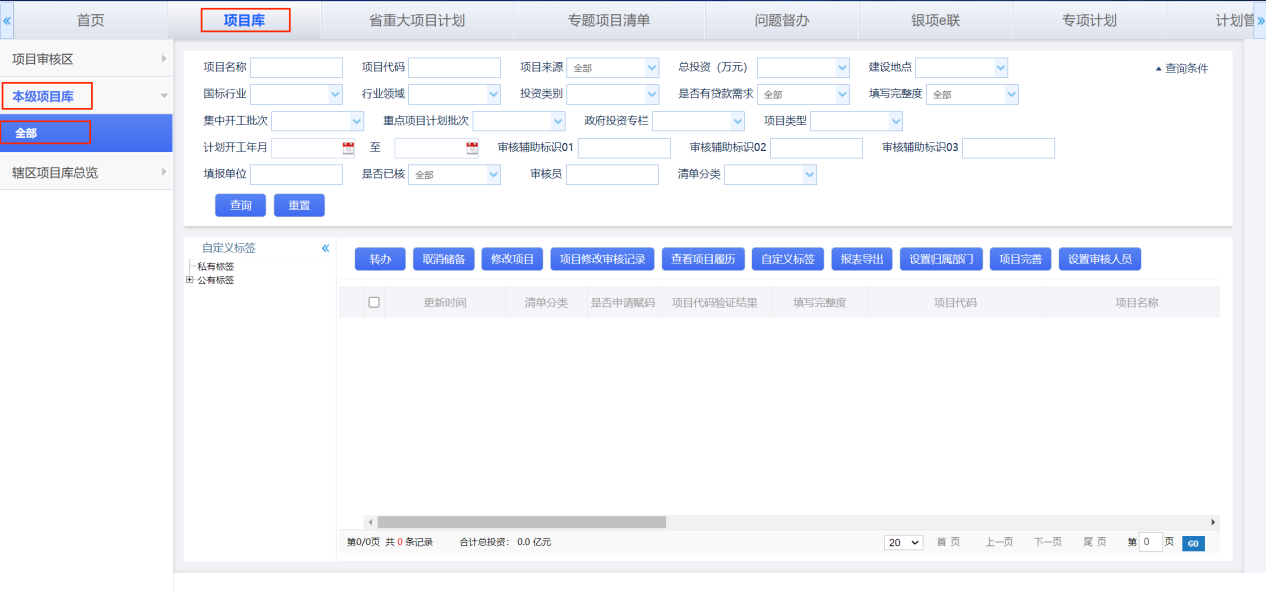 « 首页 项目库 省重大项目计划 专题项目清单 问题督办 银项e联 专项计划 计划管 »
项目审核区
本级项目库
全部
辖区项目库总览
项目名称 项目代码 项目来源 全部 总投资（万元） 建设地点 查询条件
国标行业 行业领域 投资类别 是否有贷款需求 全部 填写完整度 全部
集中开工批次 重点项目计划批次 政府投资专栏 项目类型
计划开工年月 至 审核辅助标识01 审核辅助标识02 审核辅助标识03
填报单位 是否已核 全部 审核员 清单分类
查询 重置
自定义标签 «
私有标签
公有标签
转办 取消储备 修改项目 项目修改审核记录 查看项目履历 自定义标签 报表导出 设置归属部门 项目完善 设置审核人员
更新时间 清单分类 是否申请赋码 项目代码验证结果 填写完整度 项目代码 项目名称
第0/0页 共 0 条记录 合计总投资： 0.0 亿元 20 首 页 上一页 下一页 尾 页 第 0 页 GO